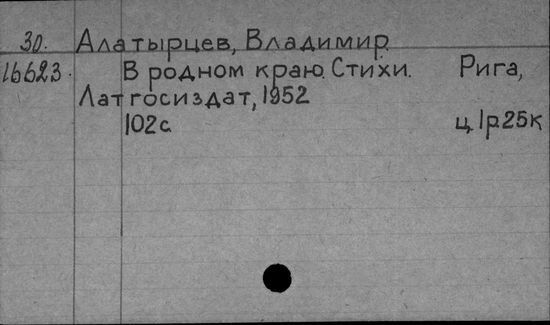 30. Алатырцев, Владимир.
16623. В родном краю. Стихи. Рига,
Латгосиздат, 1952
102с. ц. 1р25к